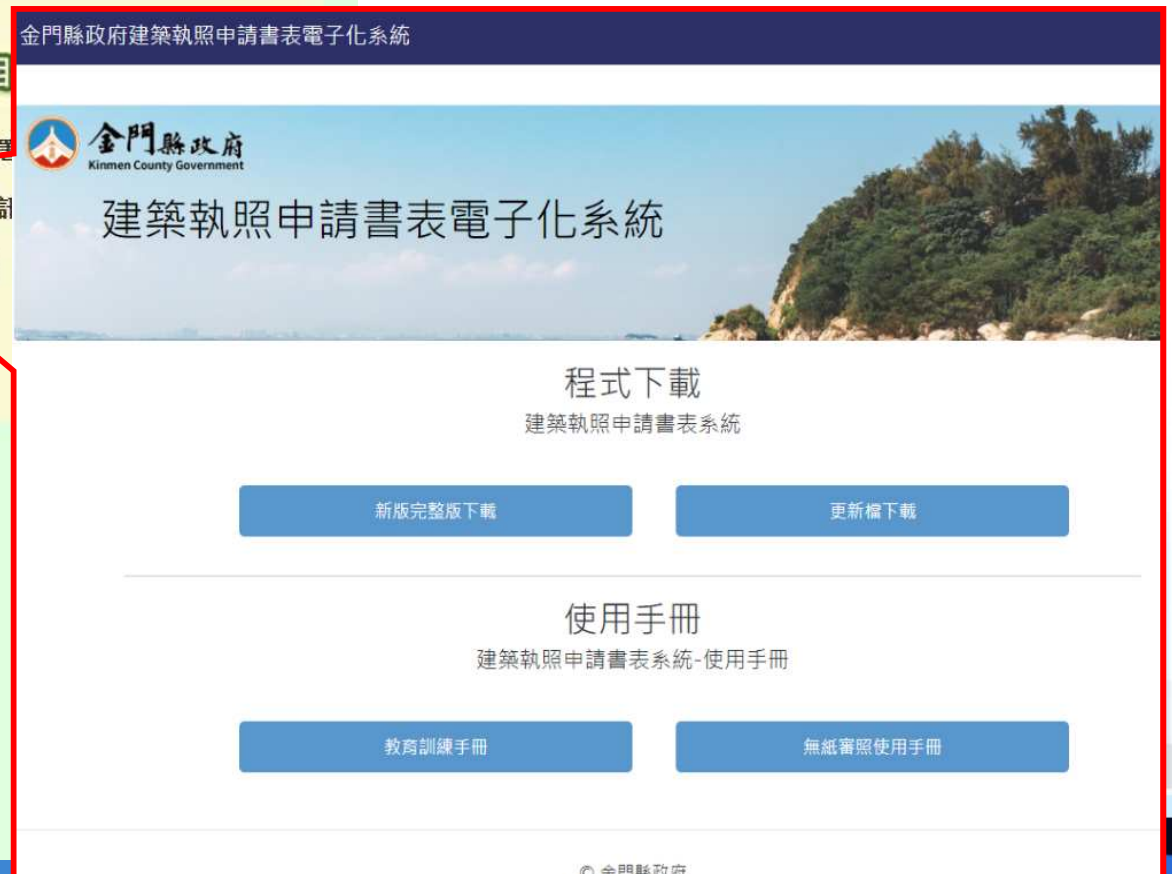 金門縣政府建築執照申請書表電子化系統
金門縣政府
Kinmen County Government
建築執照申請書表電子化系統
程式下載
建築執照申請書表系統
新版完整版下載
更新檔下載
使用手冊
建築執照申請書表系統-使用手冊
教育訓練手冊
無紙審照使用手冊
© 金門縣政府